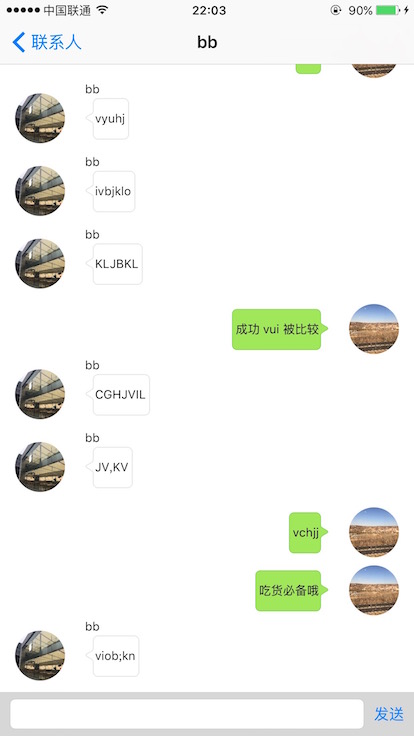 中国联通 22:03 90%
联系人 bb
bb
vyuhj
bb
ivbjklo
bb
KLJBKL
成功 vui 被比较
bb
CGHJVIL
bb
JV,KV
vchjj
吃货必备哦
bb
viob;kn
发送